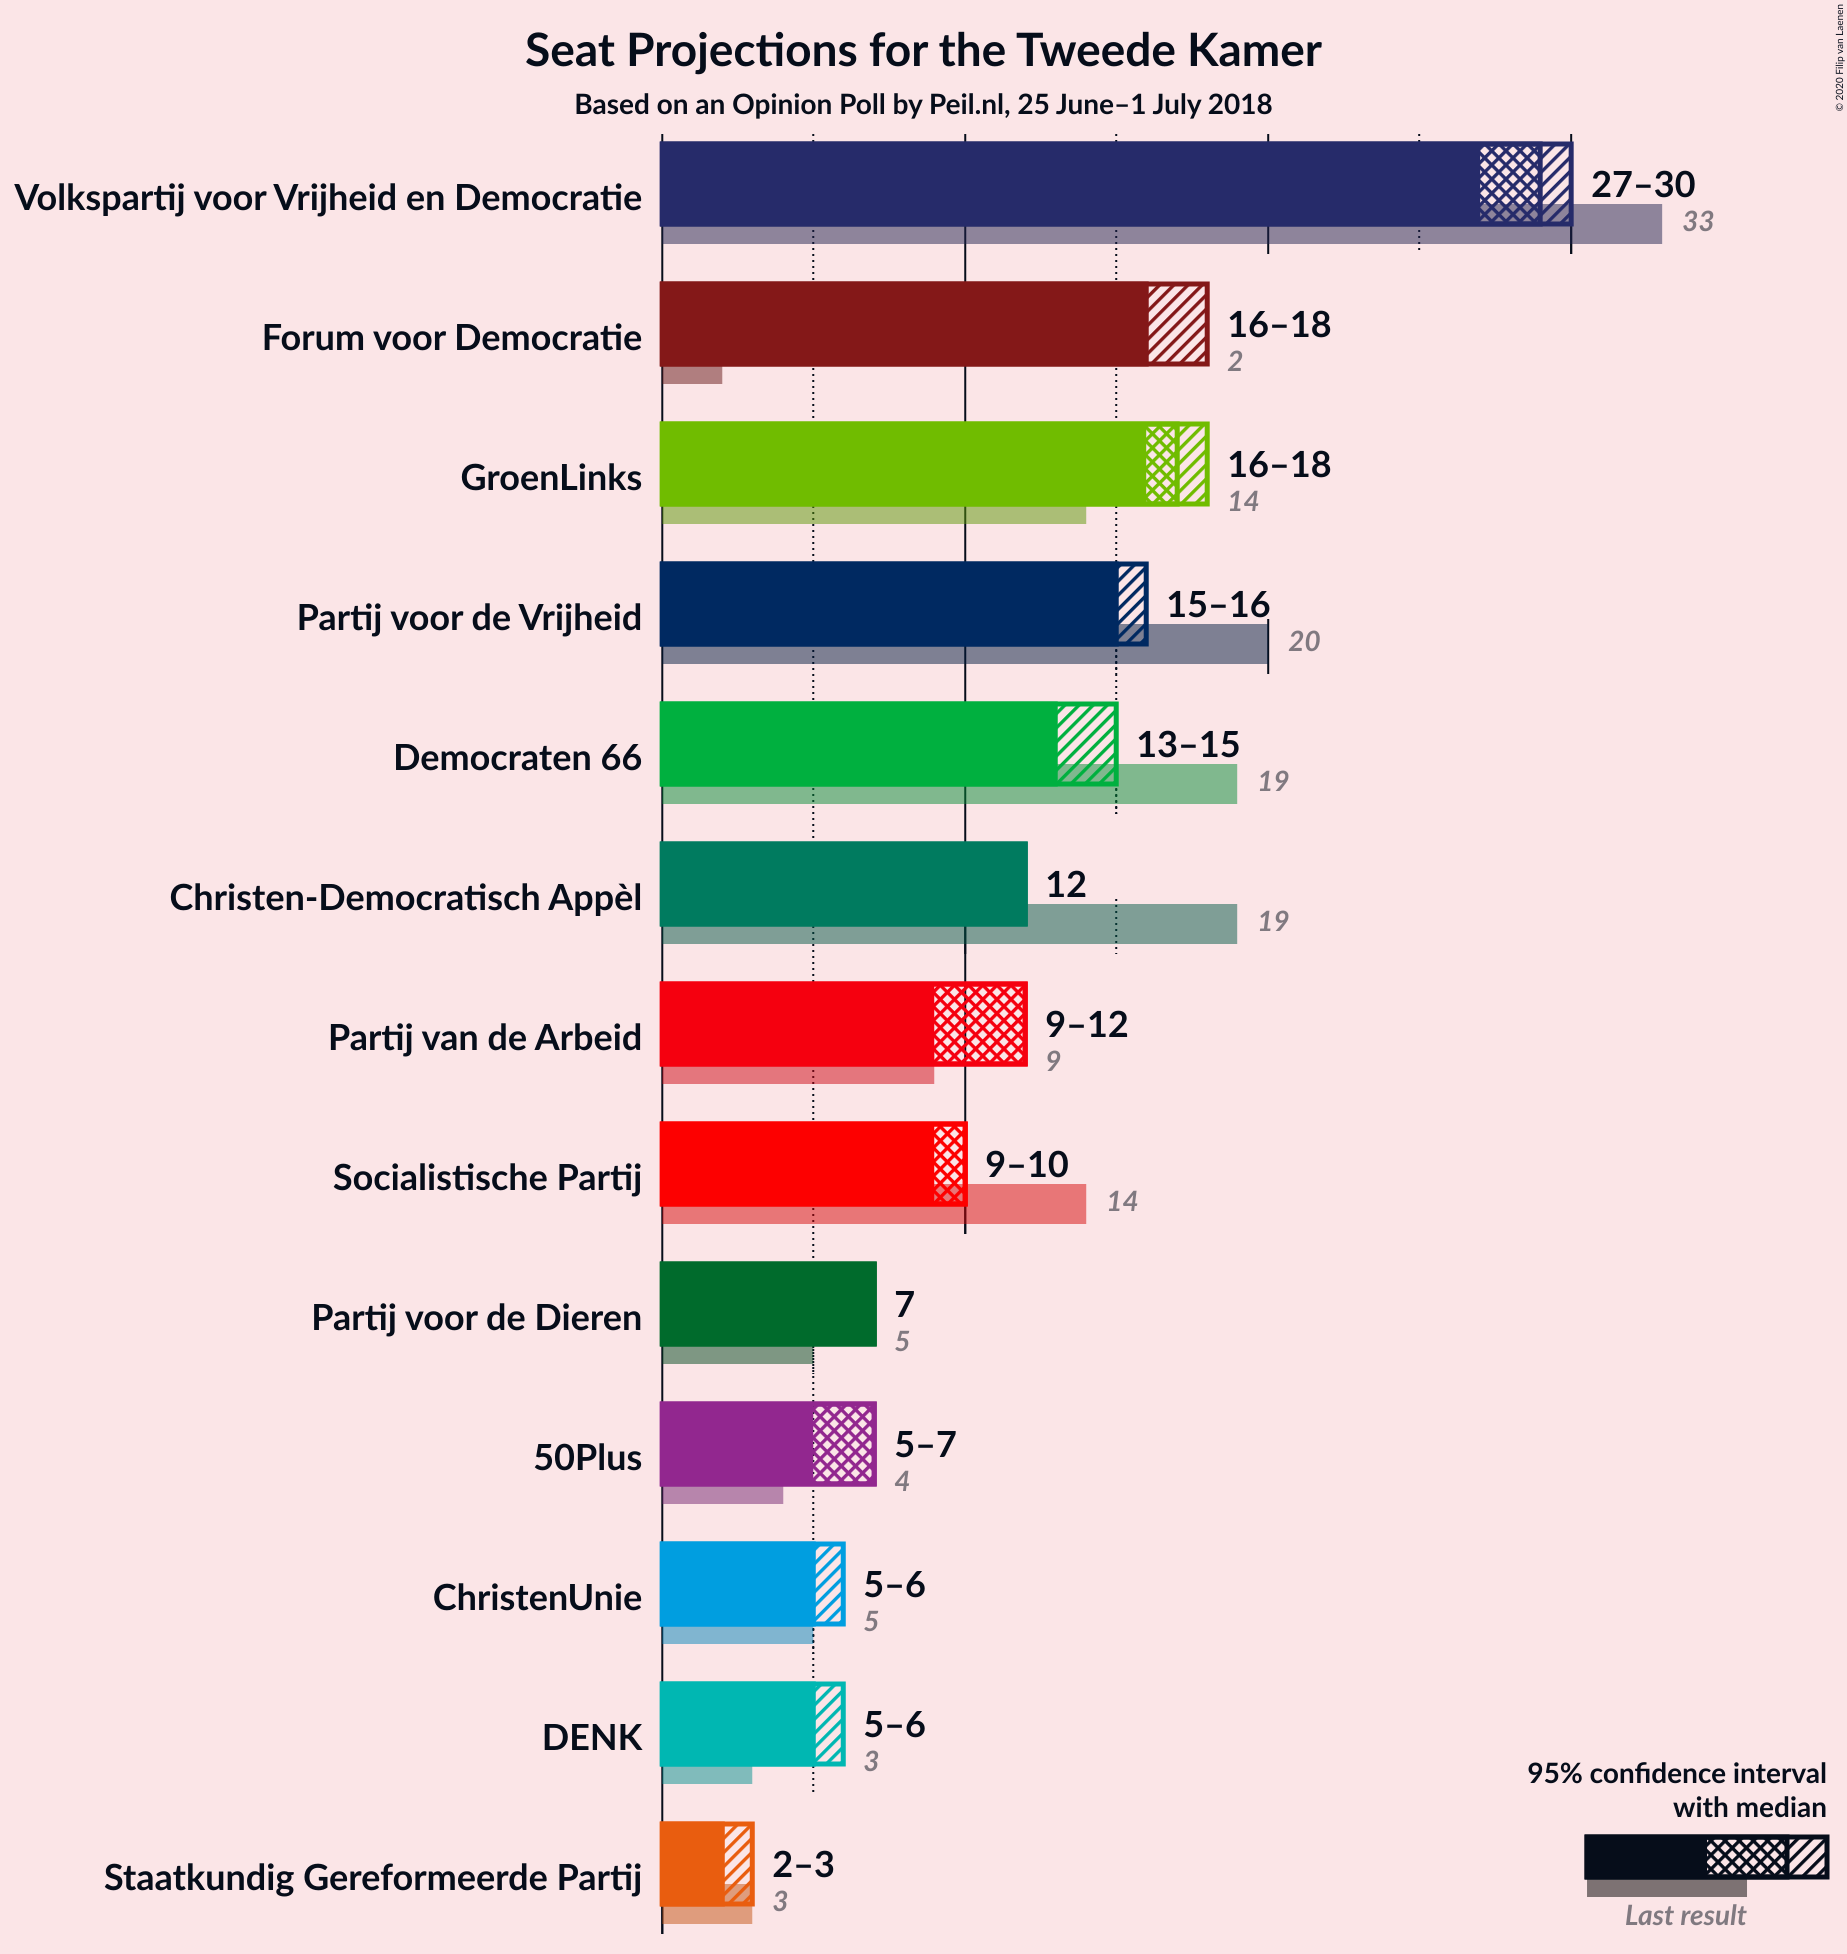 Seat Projections for the Tweede Kamer
Based on an Opinion Poll by Peil.nl, 25 June–1 July 2018
© 2020 Filip van Laenen
Volkspartij voor Vrijheid en Democratie
27–30
33
Forum voor Democratie
16–18
2
GroenLinks
16–18
14
Partij voor de Vrijheid
15–16
20
Democraten 66
13–15
19
Christen-Democratisch Appèl
12
19
Partij van de Arbeid
9–12
9
Socialistische Partij
9–10
14
Partij voor de Dieren
7
5
50Plus
5–7
4
ChristenUnie
5–6
5
DENK
5–6
3
Staatkundig Gereformeerde Partij
2–3
3
95% confidence interval
with median
Last result